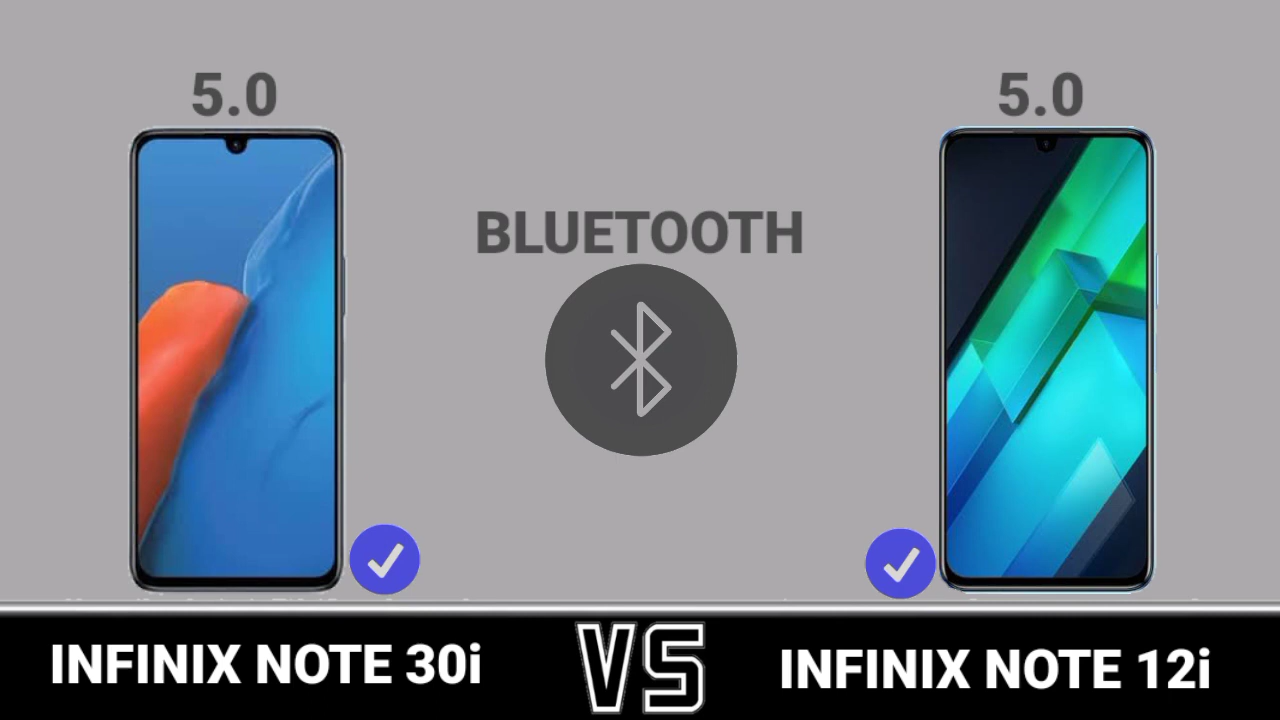 5.0
5.0
BLUETOOTH
INFINIX NOTE 30i
VS
INFINIX NOTE 12i